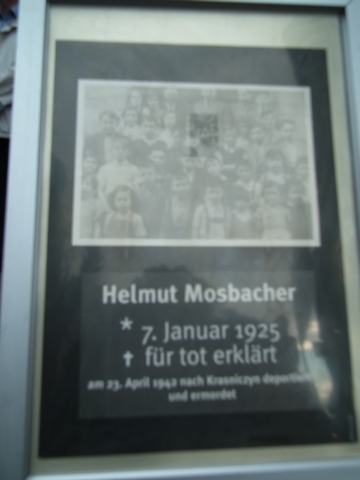 Helmut Mosbacher
* 7. Januar 1925
† für tot erklärt
am 23. April 1942 nach Krasniczyn deportiert
und ermordet